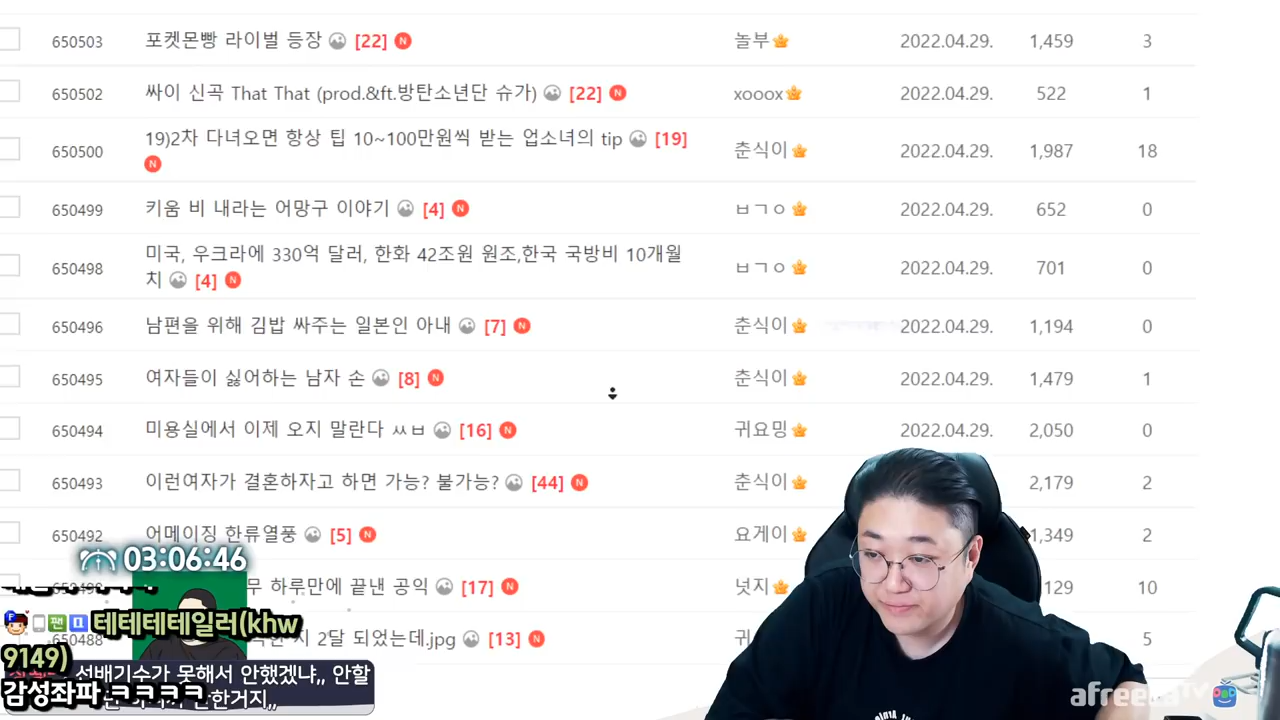 650503 포켓몬빵 라이벌 등장 [22] N 놀부 2022.04.29. 1,459 3
650502 싸이 신곡 That That (prod.&ft.방탄소년단 슈가) [22] N xooox 2022.04.29. 522 1
650500 19)2차 다녀오면 항상 팁 10~100만원씩 받는 업소녀의 tip [19] 춘식이 2022.04.29. 1,987 18
N
650499 키움 비 내라는 어망구 이야기 [4] N ㅂㄱㅇ 2022.04.29. 652 0
650498 미국, 우크라에 330억 달러, 한화 42조원 원조,한국 국방비 10개월 ㅂㄱㅇ 2022.04.29. 701 0
치 [4] N
650496 남편을 위해 김밥 싸주는 일본인 아내 [7] N 춘식이 2022.04.29. 1,194 0
650495 여자들이 싫어하는 남자 손 [8] N 춘식이 2022.04.29. 1,479 1
650494 미용실에서 이제 오지 말란다 ㅆㅂ [16] N 귀요밍 2022.04.29. 2,050 0
650493 이런여자가 결혼하자고 하면 가능? 불가능? [44] N 춘식이 2,179 2
650492 어메이징 한류열풍 [5] N 요게이 1,349 2
03:06:46
무 하루만에 끝낸 공익 [17] N 넛지 129 10
팬 테테테테일러(khw
9149)
650488 지 2달 되었는데.jpg [13] N 귀 5
선배기수가 못해서 안했겠냐,, 안할
감성좌파 ㅋㅋㅋㅋ
안한거지,,
afreecaTV